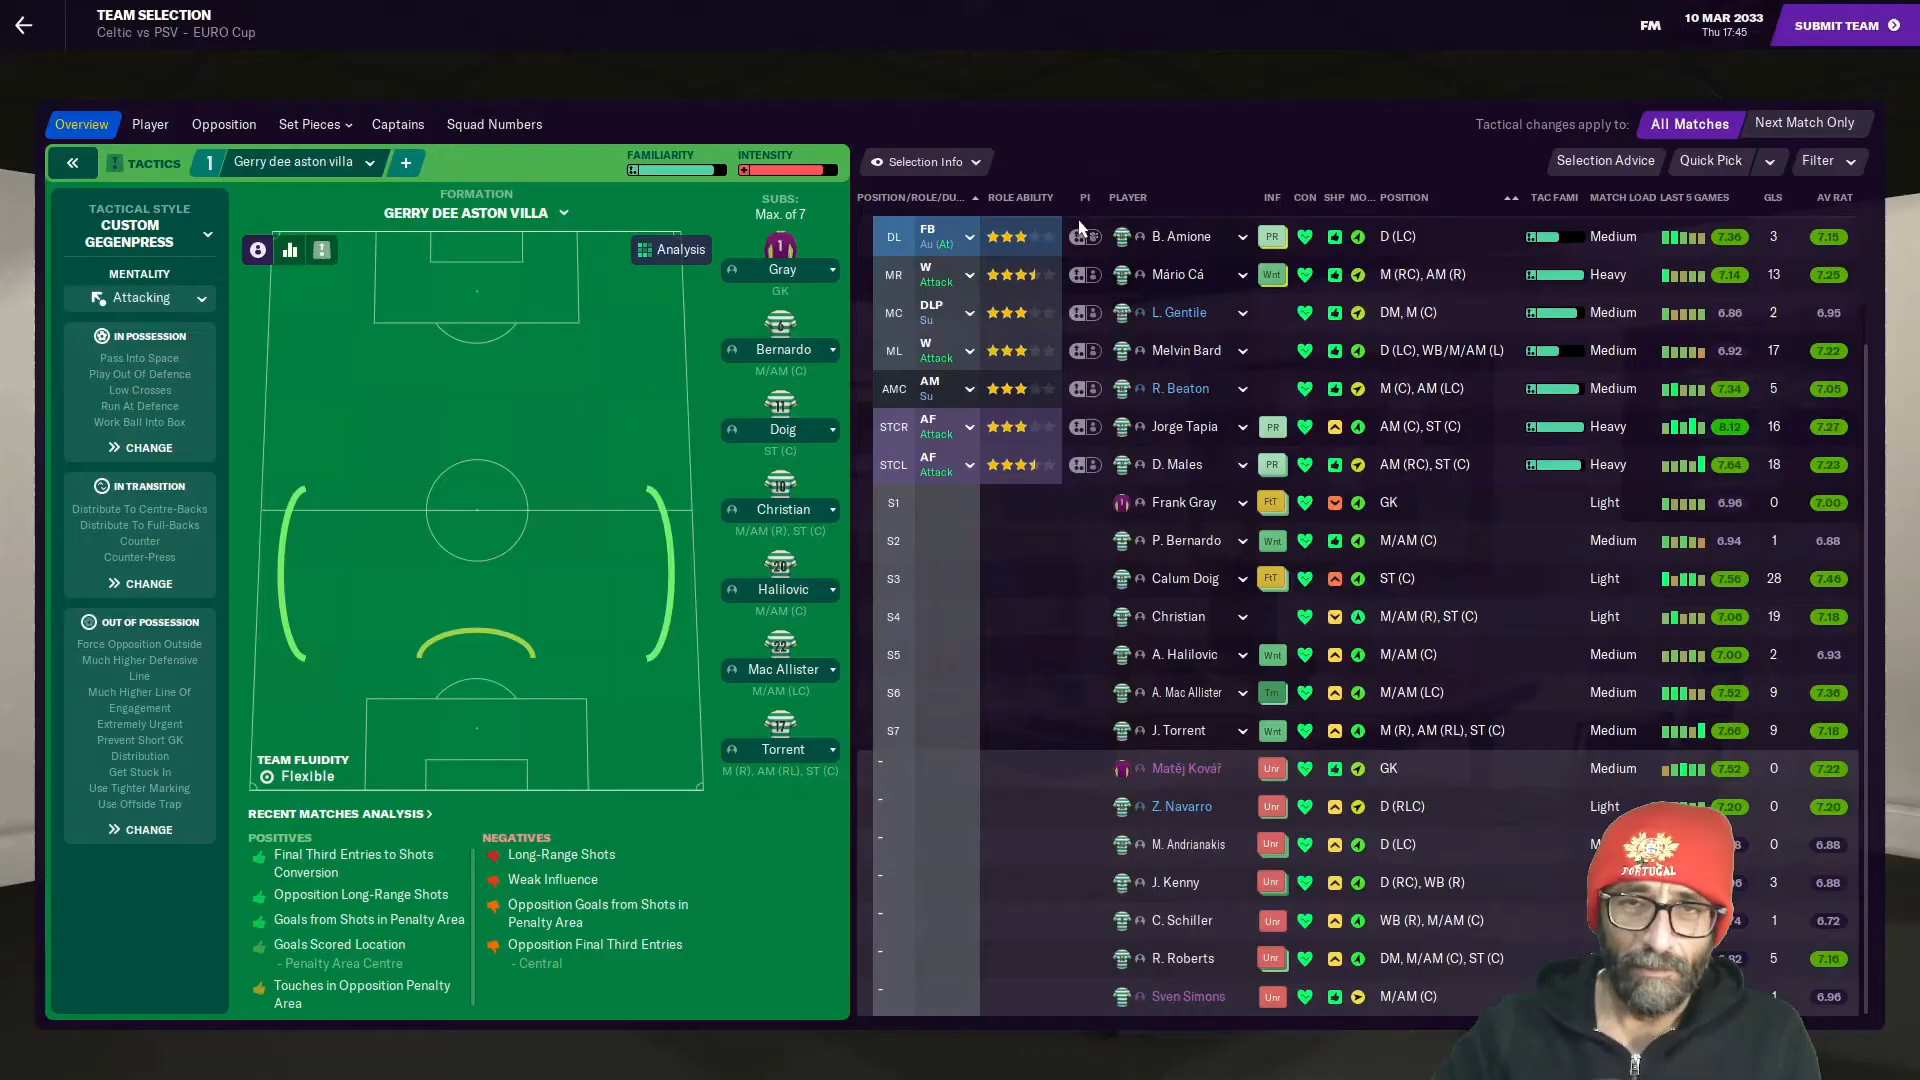 TEAM SELECTION
Celtic vs PSV - EURO Cup
FM
10 MAR 2033
Thu 17:45
SUBMIT TEAM
Overview
Player
Opposition
Set Pieces
Captains
Squad Numbers
Tactical changes apply to:
All Matches
Next Match Only
TACTICS
1
Gerry dee aston villa
FAMILIARITY
INTENSITY
Selection Info
Selection Advice
Quick Pick
Filter
TACTICAL STYLE
CUSTOM
GEGENPRESS
MENTALITY
Attacking
IN POSSESSION
Pass Into Space
Play Out Of Defence
Low Crosses
Run At Defence
Work Ball Into Box
CHANGE
IN TRANSITION
Distribute To Centre-Backs
Distribute To Full-Backs
Counter
Counter-Press
CHANGE
OUT OF POSSESSION
Force Opposition Outside
Much Higher Defensive
Line
Much Higher Line Of
Engagement
Extremely Urgent
Prevent Short GK
Distribution
Get Stuck In
Use Tighter Marking
Use Offside Trap
CHANGE
FORMATION
GERRY DEE ASTON VILLA
Analysis
TEAM FLUIDITY
Flexible
SUBS:
Max. of 7
1
Gray
GK
6
Bernardo
M/AM (C)
11
Doig
ST (C)
10
Christian
M/AM (R), ST (C)
20
Halilovic
M/AM (C)
22
Mac Allister
M/AM (LC)
17
Torrent
M (R), AM (RL), ST (C)
RECENT MATCHES ANALYSIS
POSITIVES
Final Third Entries to Shots
Conversion
Opposition Long-Range Shots
Goals from Shots in Penalty Area
Goals Scored Location
- Penalty Area Centre
Touches in Opposition Penalty
Area
NEGATIVES
Long-Range Shots
Weak Influence
Opposition Goals from Shots in
Penalty Area
Opposition Final Third Entries
- Central
POSITION/ROLE/DU... ROLE ABILITY PI PLAYER INF CON SHP MO... POSITION TAC FAMI MATCH LOAD LAST 5 GAMES GLS AV RAT
DL FB Au (At) B. Amione PR D (LC) Medium 7.36 3 7.15
MR W Attack Mário Cá Wnt M (RC), AM (R) Heavy 7.14 13 7.25
MC DLP Su L. Gentile DM, M (C) Medium 6.86 2 6.95
ML W Attack Melvin Bard D (LC), WB/M/AM (L) Medium 6.92 17 7.22
AMC AM Su R. Beaton M (C), AM (LC) Medium 7.34 5 7.05
STCR AF Attack Jorge Tapia PR AM (C), ST (C) Heavy 8.12 16 7.27
STCL AF Attack D. Males PR AM (RC), ST (C) Heavy 7.64 18 7.23
S1 Frank Gray FtT GK Light 6.96 0 7.00
S2 P. Bernardo Wnt M/AM (C) Medium 6.94 1 6.88
S3 Calum Doig FtT ST (C) Light 7.56 28 7.46
S4 Christian M/AM (R), ST (C) Light 7.06 19 7.18
S5 A. Halilovic Wnt M/AM (C) Medium 7.00 2 6.93
S6 A. Mac Allister Trn M/AM (LC) Medium 7.52 9 7.36
S7 J. Torrent Wnt M (R), AM (RL), ST (C) Medium 7.66 9 7.18
- Matěj Kovář Unr GK Medium 7.52 0 7.22
- Z. Navarro Unr D (RLC) Light 7.20 0 7.20
- M. Andrianakis Unr D (LC) 0 6.88
- J. Kenny Unr D (RC), WB (R) 3 6.88
- C. Schiller Unr WB (R), M/AM (C) 1 6.72
- R. Roberts Unr DM, M/AM (C), ST (C) 5 7.16
- Sven Simons Unr M/AM (C) 1 6.96
PORTUGAL